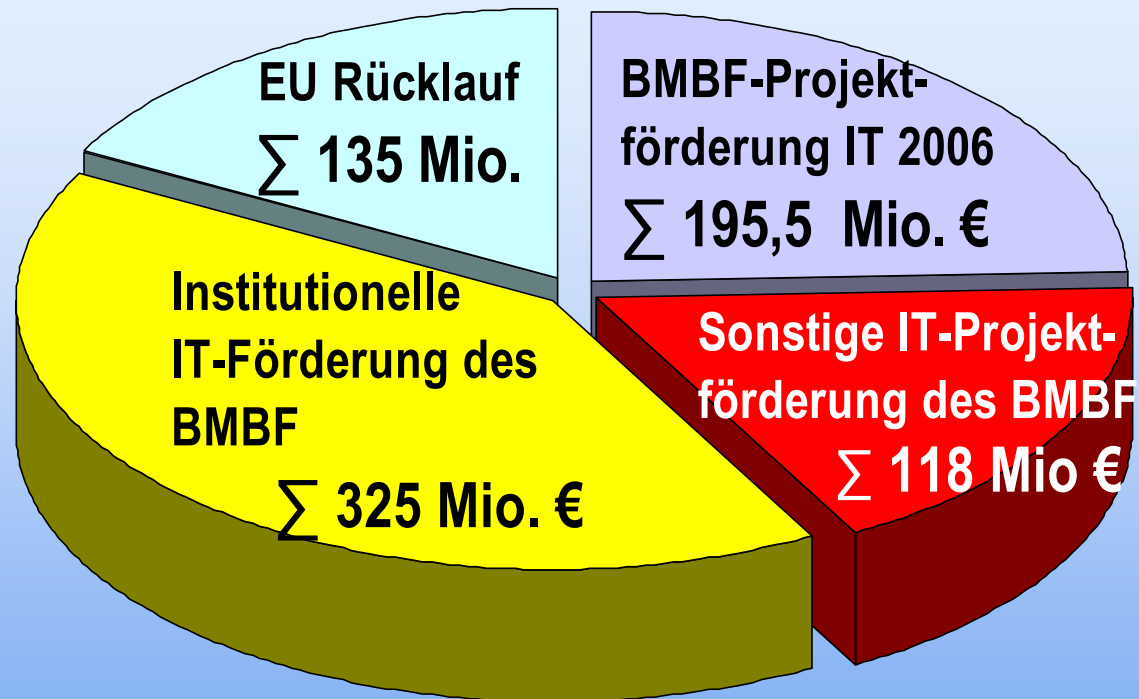 EU Rücklauf
∑ 135 Mio.
BMBF-Projekt-
förderung IT 2006
∑ 195,5 Mio. €
Institutionelle
IT-Förderung des
BMBF
∑ 325 Mio. €
Sonstige IT-Projekt-
förderung des BMBF
∑ 118 Mio €